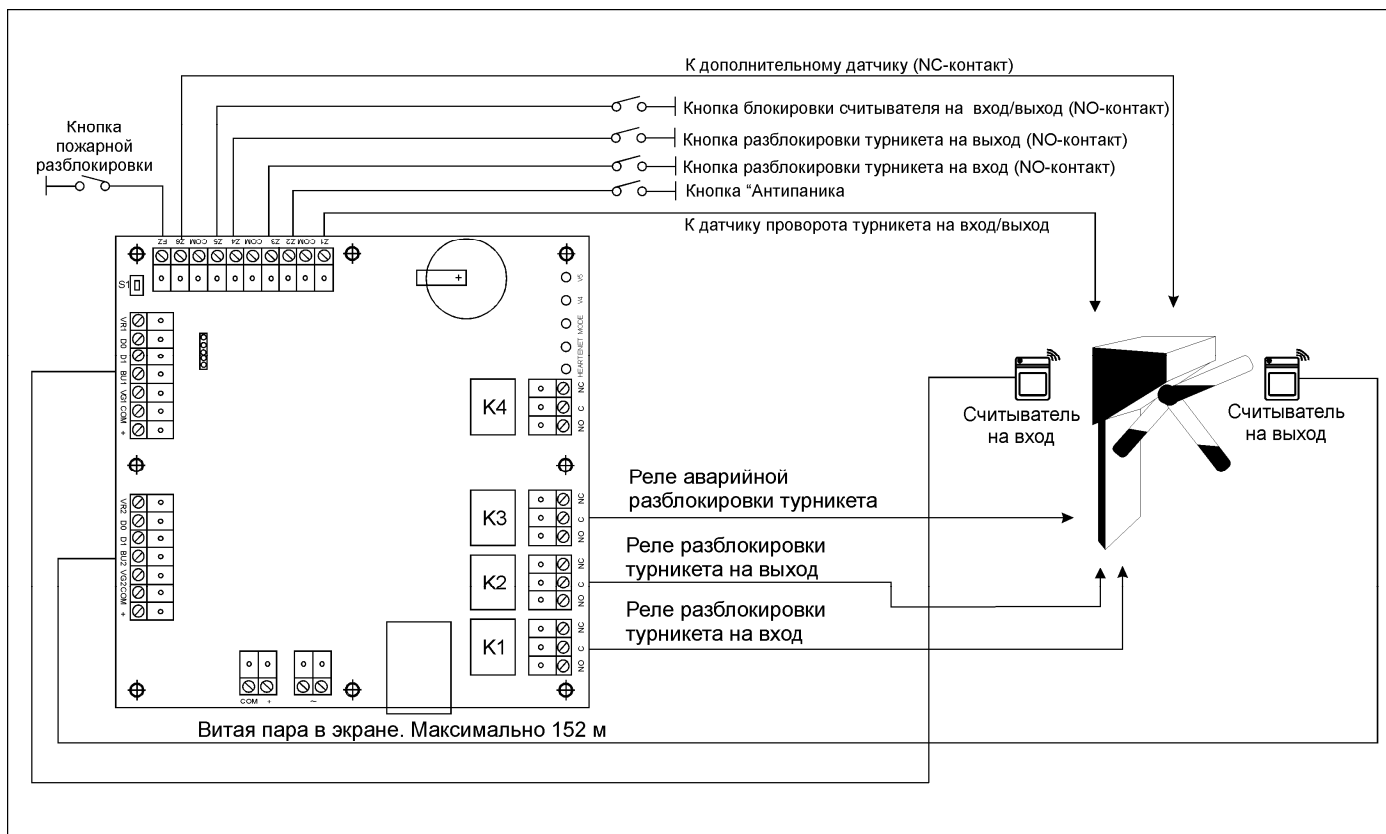 К дополнительному датчику (NC-контакт)
Кнопка блокировки считывателя на вход/выход (NO-контакт)
Кнопка
пожарной
разблокировки
Кнопка разблокировки турникета на выход (NO-контакт)
Кнопка разблокировки турникета на вход (NO-контакт)
Кнопка “Антипаника
К датчику проворота турникета на вход/выход
FZ Z6 COM Z5 Z4 COM Z3 Z2 COM Z1
S1
+
V5
V4
MODE
ENET
HEART
VR1
D0
D1
BU1
VG1
COM
+
K4
NC
C
NO
Считыватель
на вход
Считыватель
на выход
Реле аварийной
разблокировки турникета
VR2
D0
D1
BU2
VG2
COM
+
K3
NC
C
NO
Реле разблокировки
турникета на выход
K2
NC
C
NO
Реле разблокировки
турникета на вход
K1
NC
C
NO
COM + ~
Витая пара в экране. Максимально 152 м